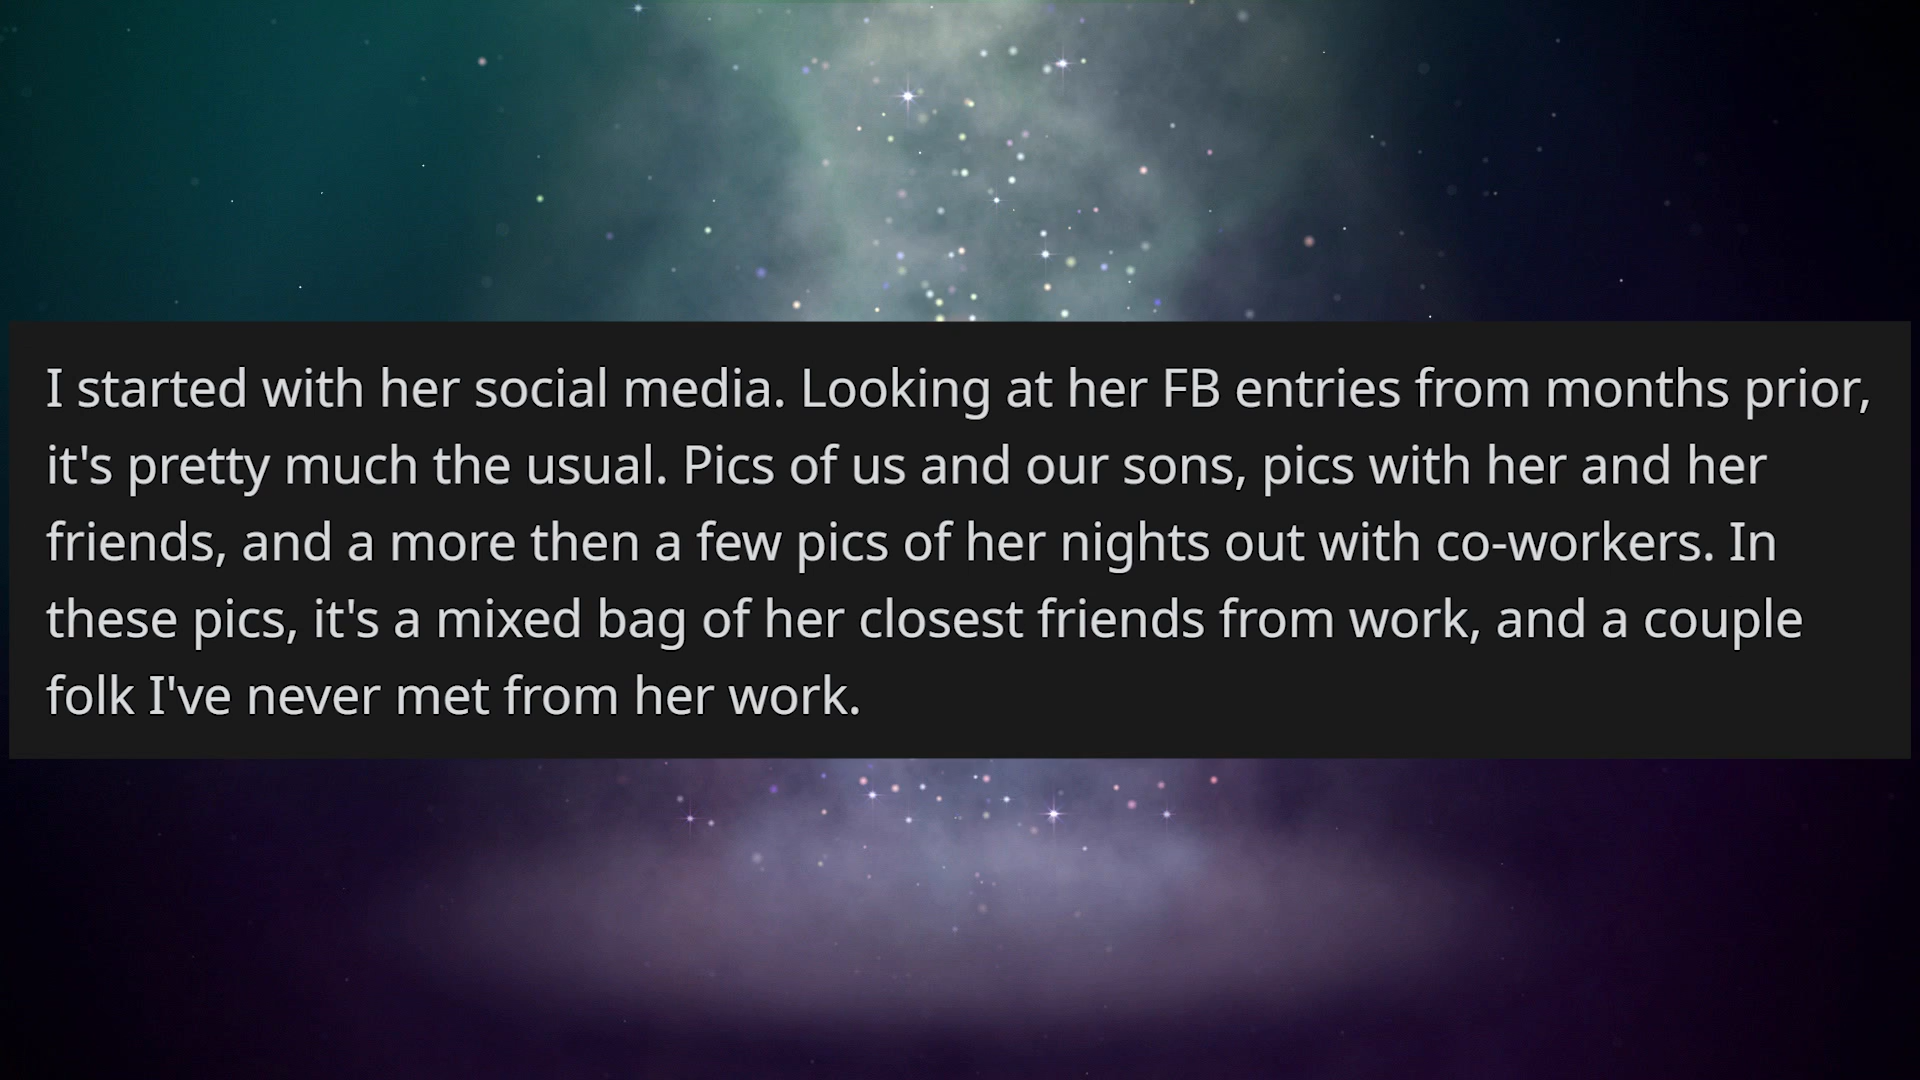 I started with her social media. Looking at her FB entries from months prior,
it's pretty much the usual. Pics of us and our sons, pics with her and her
friends, and a more then a few pics of her nights out with co-workers. In
these pics, it's a mixed bag of her closest friends from work, and a couple
folk I've never met from her work.